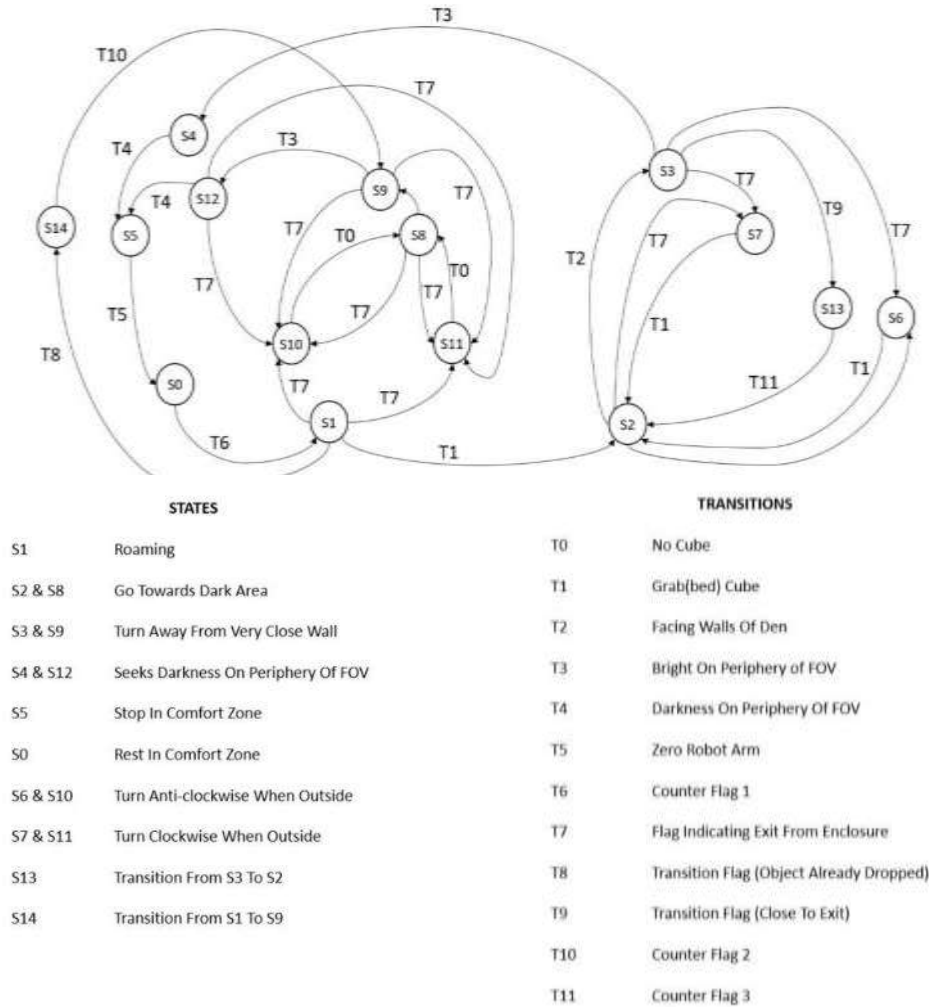 T3
T10
T7
S4
T4
T3
S3
T4
S12
S9
T7
T7
S14
S5
T7
S8
T9
T0
T7
S7
T7
T2
T0
T7
T7
S13
S6
T5
T7
T1
S10
S11
T8
S0
T11
T1
T7
T7
S1
S2
T6
T1
STATES
S1 Roaming
S2 & S8 Go Towards Dark Area
S3 & S9 Turn Away From Very Close Wall
S4 & S12 Seeks Darkness On Periphery Of FOV
S5 Stop In Comfort Zone
S0 Rest In Comfort Zone
S6 & S10 Turn Anti-clockwise When Outside
S7 & S11 Turn Clockwise When Outside
S13 Transition From S3 To S2
S14 Transition From S1 To S9
TRANSITIONS
T0 No Cube
T1 Grab(bed) Cube
T2 Facing Walls Of Den
T3 Bright On Periphery of FOV
T4 Darkness On Periphery Of FOV
T5 Zero Robot Arm
T6 Counter Flag 1
T7 Flag Indicating Exit From Enclosure
T8 Transition Flag (Object Already Dropped)
T9 Transition Flag (Close To Exit)
T10 Counter Flag 2
T11 Counter Flag 3